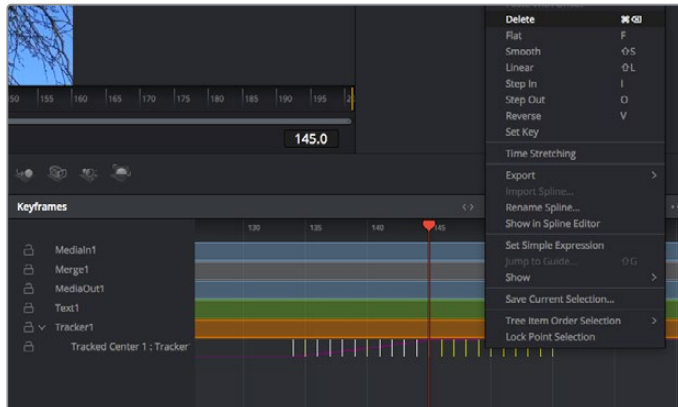 Delete ⌘⌫
Flat F
Smooth ⇧S
Linear ⇧L
Step In I
Step Out O
Reverse V
Set Key
Time Stretching
Export >
Import Spline...
Rename Spline...
Show in Spline Editor
Set Simple Expression
Jump to Guide... ⇧G
Show >
Save Current Selection...
Tree Item Order Selection >
Lock Point Selection
155 160 165 170 175 180 185 190 195
145.0
Keyframes
130 135 140 145
MediaIn1
Merge1
MediaOut1
Text1
Tracker1
Tracked Center 1 : Tracker